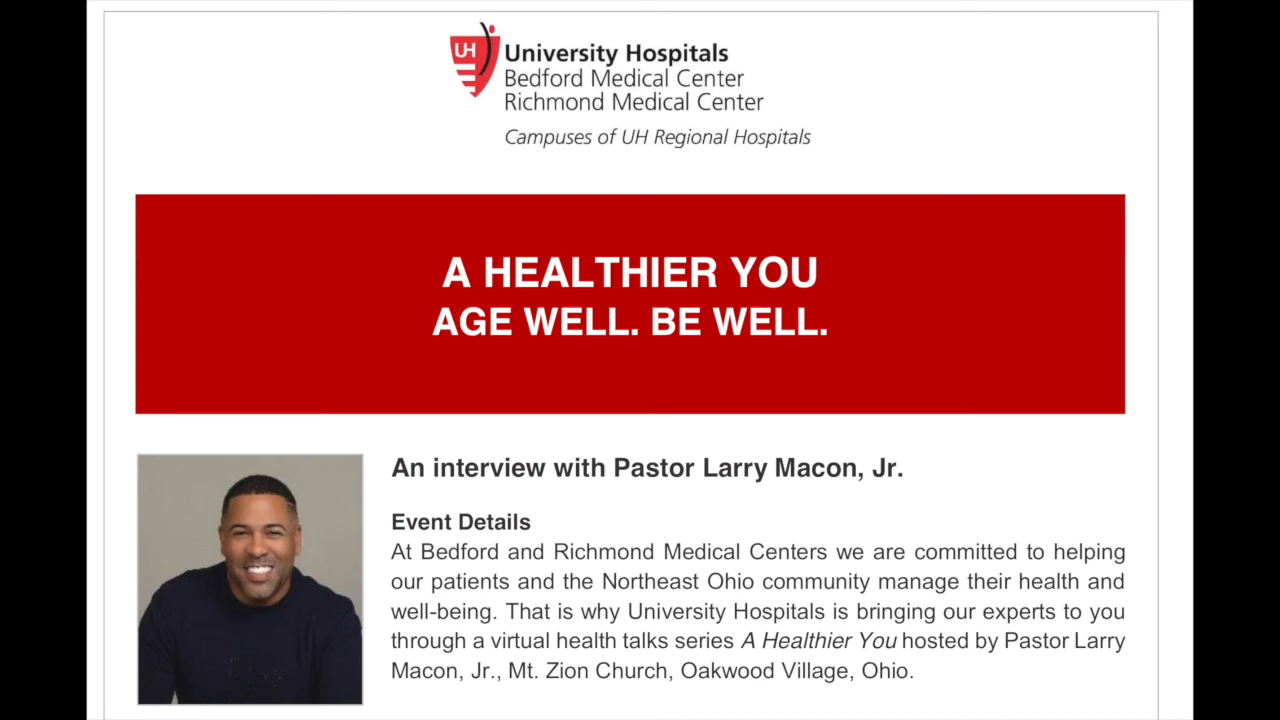 UH
University Hospitals
Bedford Medical Center
Richmond Medical Center
Campuses of UH Regional Hospitals
A HEALTHIER YOU
AGE WELL. BE WELL.
An interview with Pastor Larry Macon, Jr.
Event Details
At Bedford and Richmond Medical Centers we are committed to helping
our patients and the Northeast Ohio community manage their health and
well-being. That is why University Hospitals is bringing our experts to you
through a virtual health talks series A Healthier You hosted by Pastor Larry
Macon, Jr., Mt. Zion Church, Oakwood Village, Ohio.